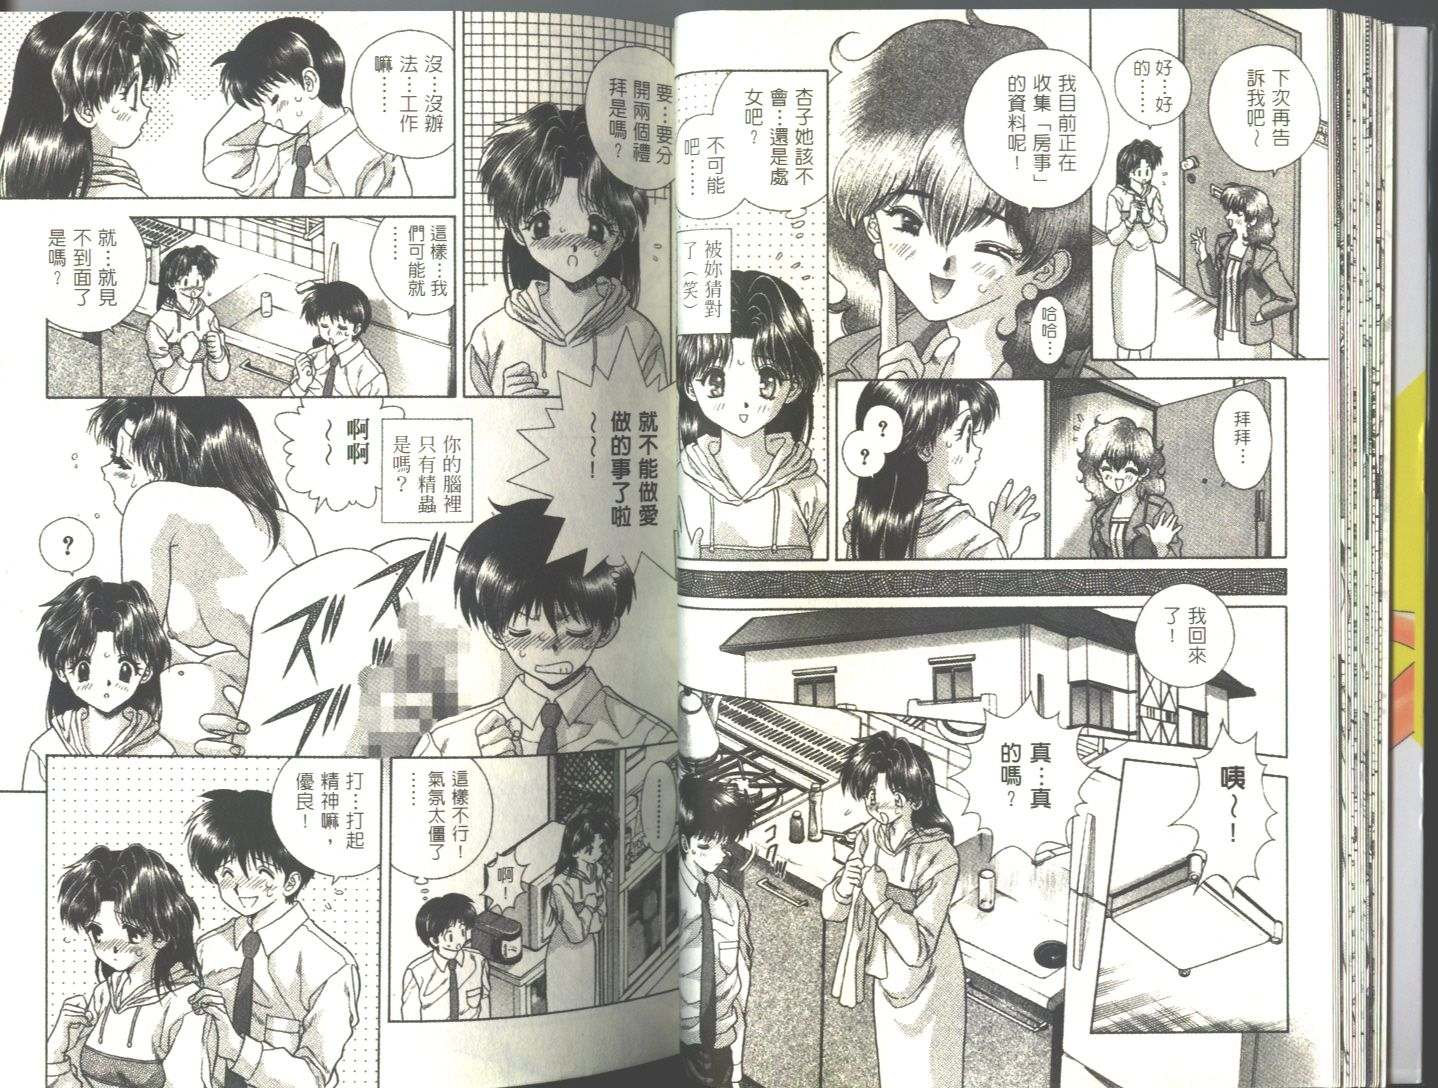 下次再告
訴我吧～
好…好
的………
我目前正在
收集「房事」
的資料呢！
哈哈…
杏子她該不
會…還是處
女吧？
不可能
吧……
被妳猜對
了（笑）
拜拜…
？
？
我回來
了！
咦～！
真…真
的嗎？
要…要分
開兩個禮
拜是嗎？
沒…沒辦
法…工作
嘛……
這樣…我
們可能就
……
就…就見
不到面了
是嗎？
就不能做愛
做的事了啦
～～～！
你的腦裡
只有精蟲
是嗎？
啊啊
～～
？
………
這樣不行！
氣氛太僵了
……
啊！
打…打起
精神嘛，
優良！